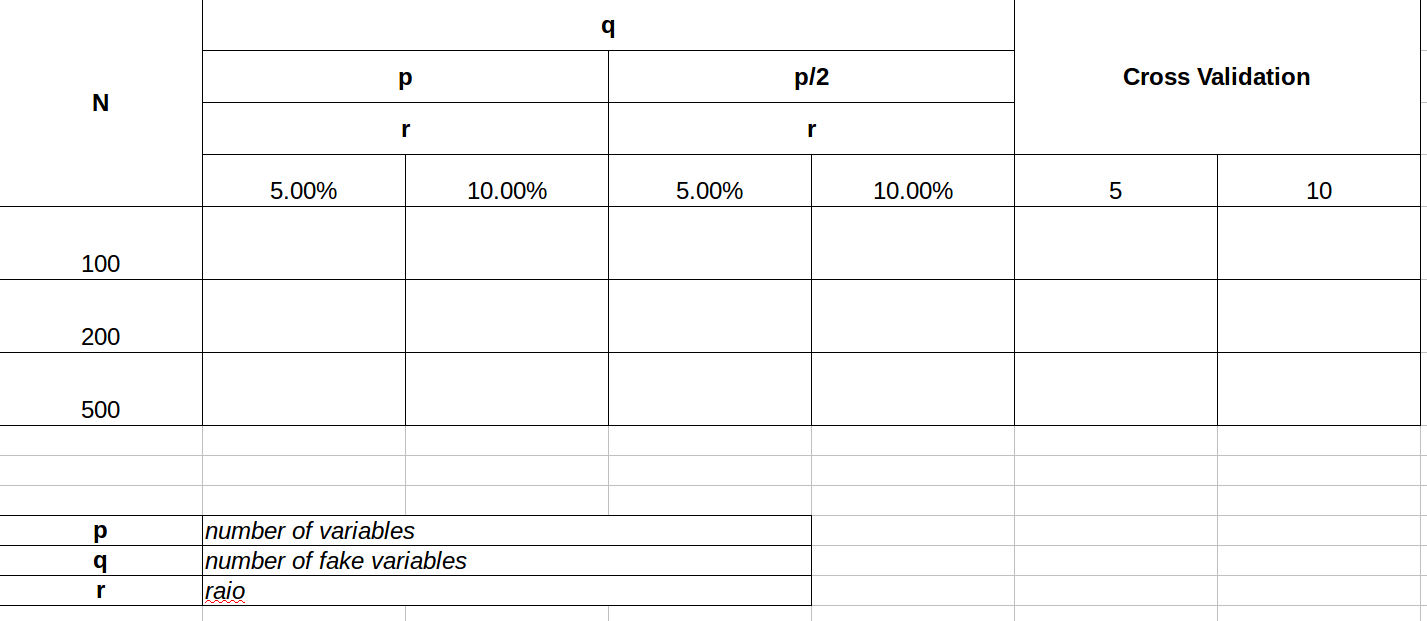 q
p p/2 Cross Validation
N
r r
5.00% 10.00% 5.00% 10.00% 5 10
100
200
500
p number of variables
q number of fake variables
r raio